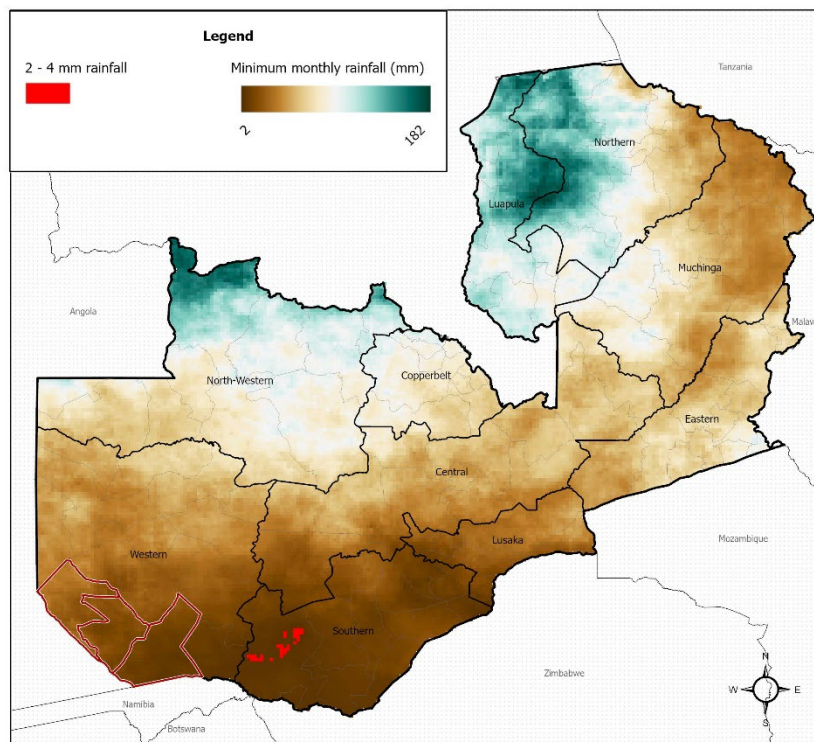 Legend
2 - 4 mm rainfall
Minimum monthly rainfall (mm)
2
182
Tanzania
Northern
Luapula
Muchinga
Angola
Malaw
North-Western
Copperbelt
Eastern
Central
Western
Lusaka
Mozambique
Southern
Zimbabwe
N
W
E
S
Namibia
Botswana